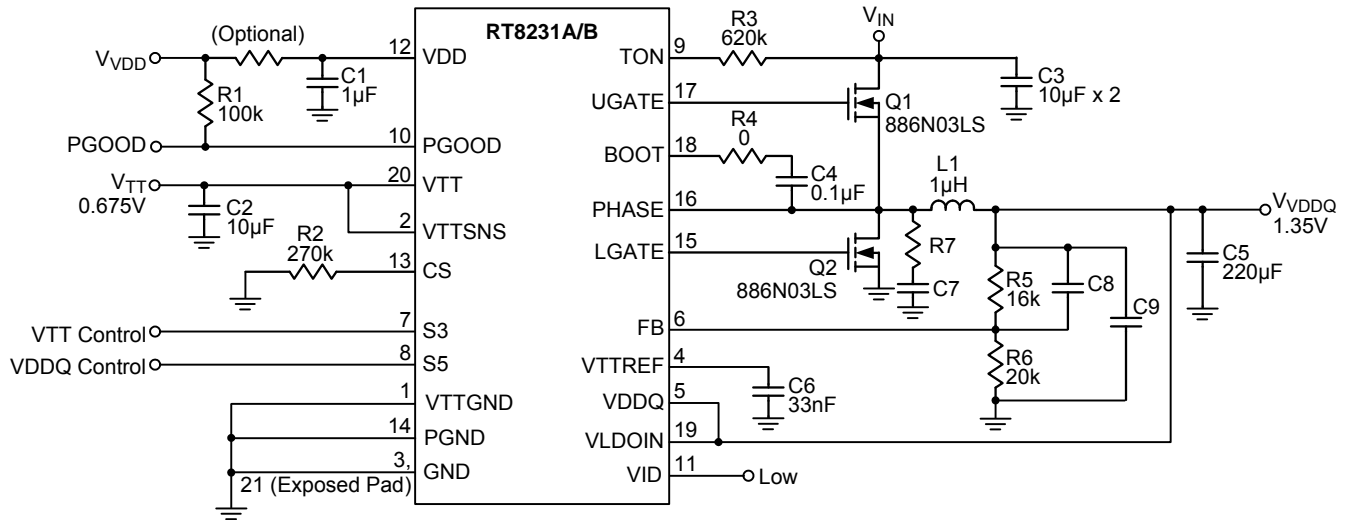 RT8231A/B
(Optional)
V_VDD
12
VDD
C1
1µF
R1
100k
PGOOD
10
PGOOD
V_TT
0.675V
20
VTT
C2
10µF
2
VTTSNS
R2
270k
13
CS
VTT Control
7
S3
VDDQ Control
8
S5
1
VTTGND
14
PGND
3,
21 (Exposed Pad)
GND
TON
9
R3
620k
V_IN
C3
10µF x 2
UGATE
17
Q1
886N03LS
BOOT
18
R4
0
C4
0.1µF
PHASE
16
L1
1µH
V_VDDQ
1.35V
LGATE
15
Q2
886N03LS
R7
C7
R5
16k
C8
C9
C5
220µF
FB
6
R6
20k
VTTREF
4
C6
33nF
VDDQ
5
VLDOIN
19
VID
11
Low